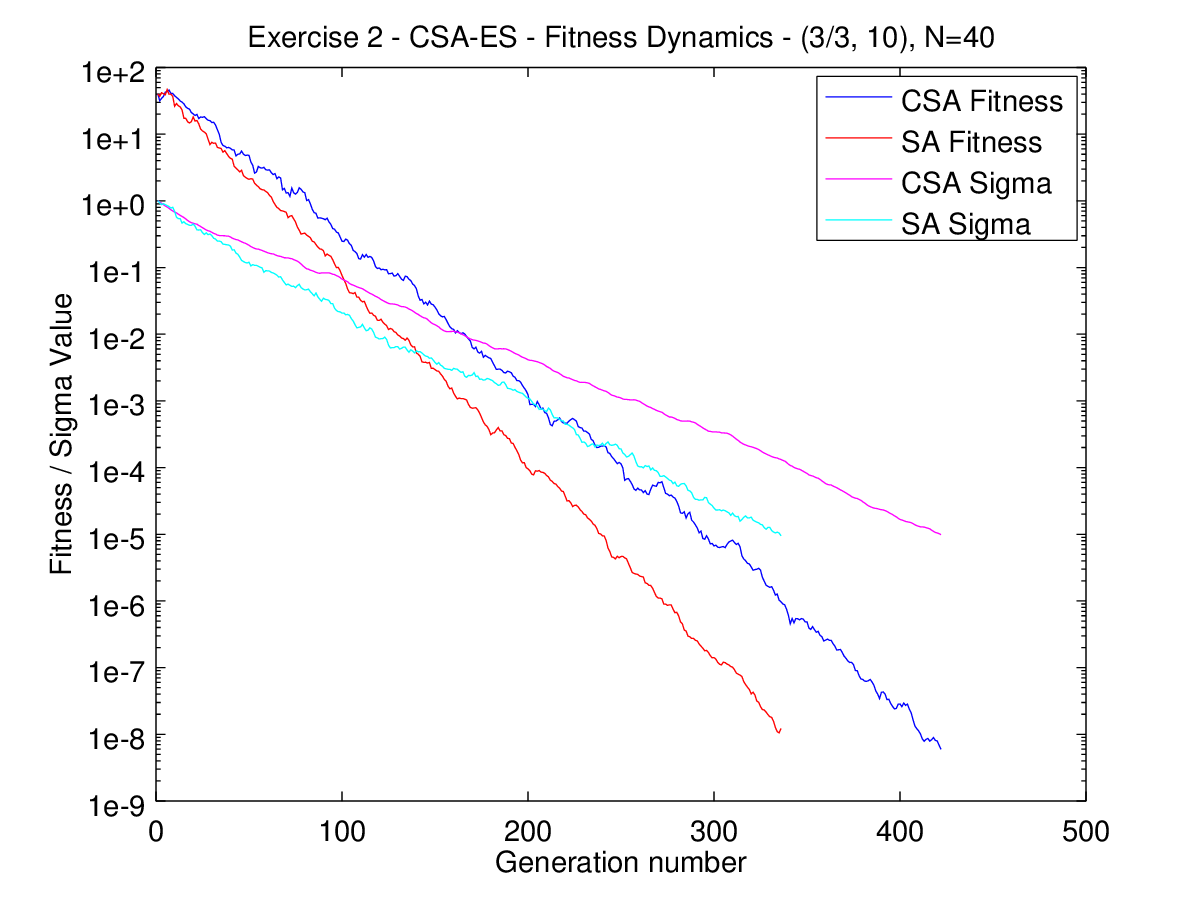 Exercise 2 - CSA-ES - Fitness Dynamics - (3/3, 10), N=40
1e+2
1e+1
1e+0
1e-1
1e-2
1e-3
1e-4
1e-5
1e-6
1e-7
1e-8
1e-9
Fitness / Sigma Value
CSA Fitness
SA Fitness
CSA Sigma
SA Sigma
0 100 200 300 400 500
Generation number